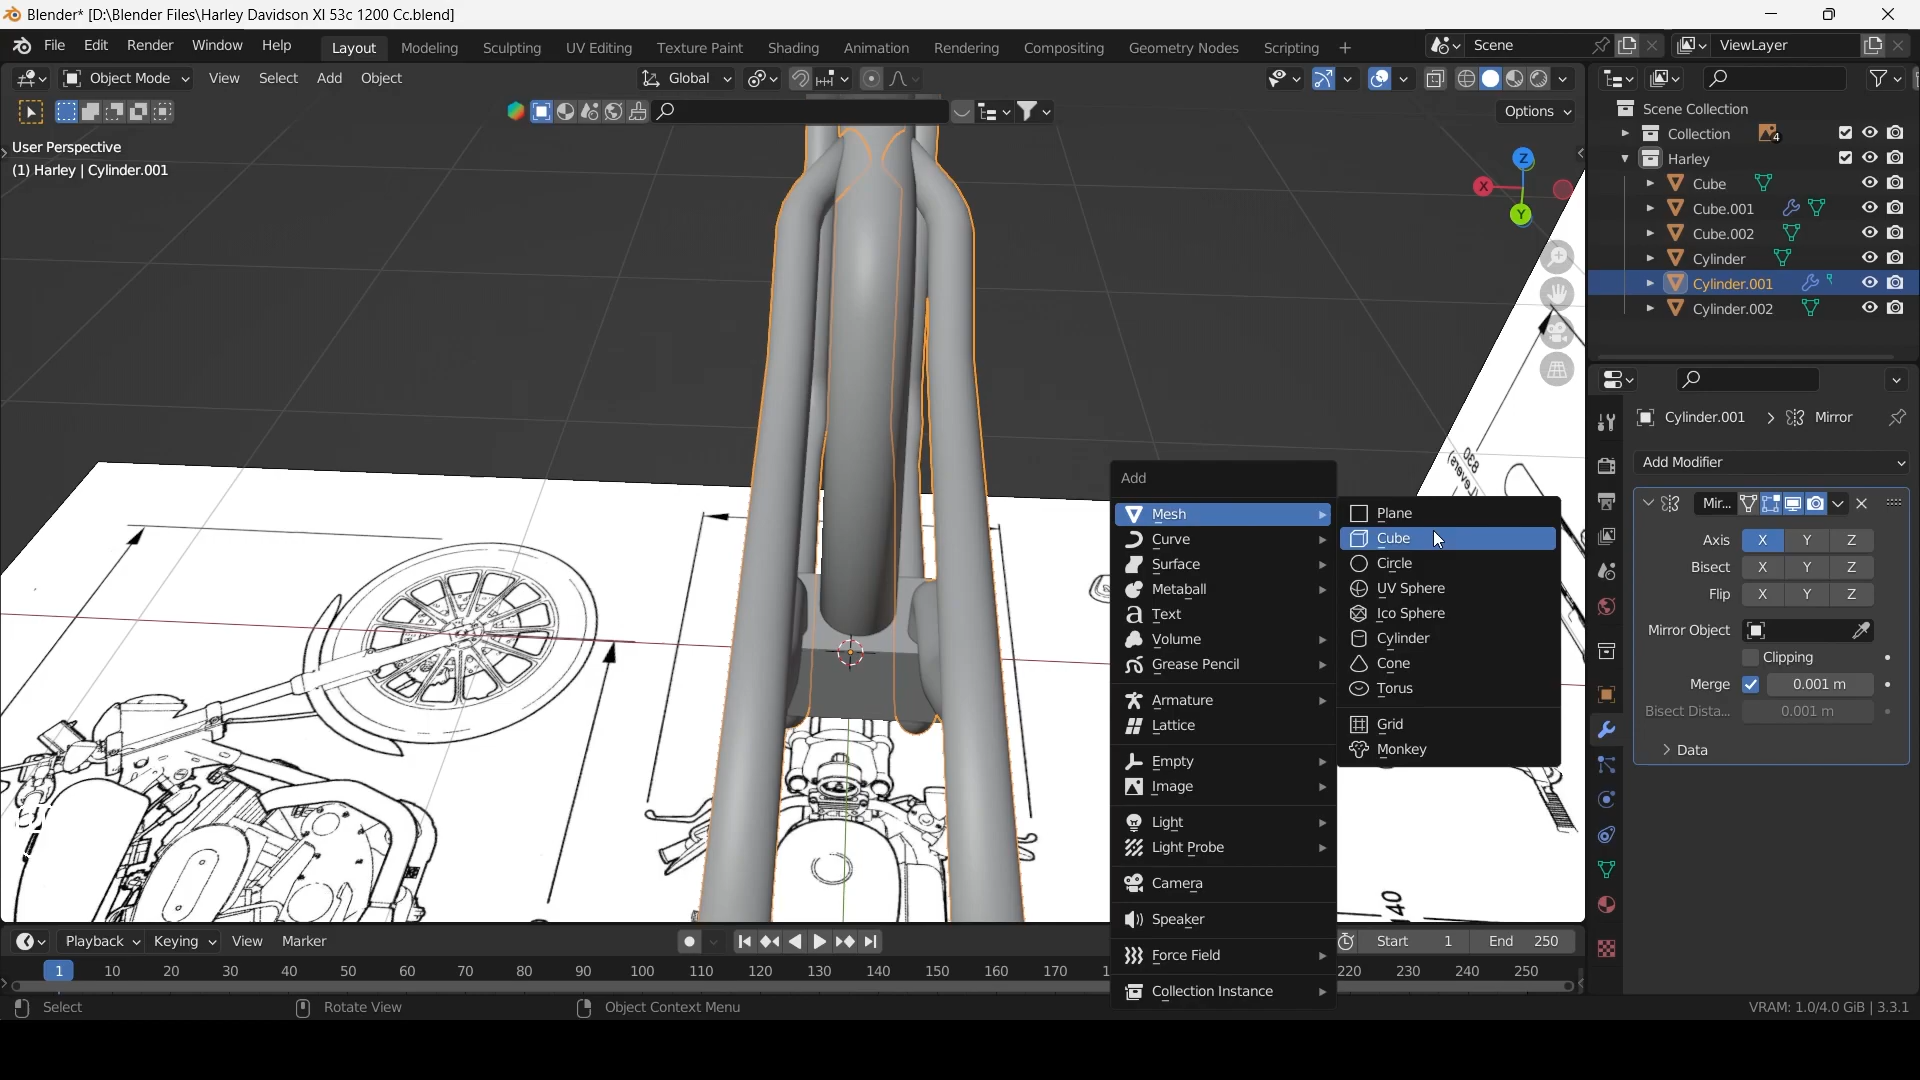 Blender* [D:\Blender Files\Harley Davidson Xl 53c 1200 Cc.blend]
File Edit Render Window Help Layout Modeling Sculpting UV Editing Texture Paint Shading Animation Rendering Compositing Geometry Nodes Scripting + Scene ViewLayer
Object Mode View Select Add Object Global
Options
User Perspective
(1) Harley | Cylinder.001
Z
X
Y
Scene Collection
Collection 4
Harley
Cube
Cube.001
Cube.002
Cylinder
Cylinder.001
Cylinder.002
Cylinder.001 > Mirror
Add Modifier
Mir...
Axis X Y Z
Bisect X Y Z
Flip X Y Z
Mirror Object
Clipping
Merge 0.001 m
Bisect Dista... 0.001 m
Data
Add
Mesh
Curve
Surface
Metaball
Text
Volume
Grease Pencil
Armature
Lattice
Empty
Image
Light
Light Probe
Camera
Speaker
Force Field
Collection Instance
Plane
Cube
Circle
UV Sphere
Ico Sphere
Cylinder
Cone
Torus
Grid
Monkey
830
Playback Keying View Marker Start 1 End 250
1 10 20 30 40 50 60 70 80 90 100 110 120 130 140 150 160 170 1 220 230 240 250
Select Rotate View Object Context Menu VRAM: 1.0/4.0 GiB | 3.3.1